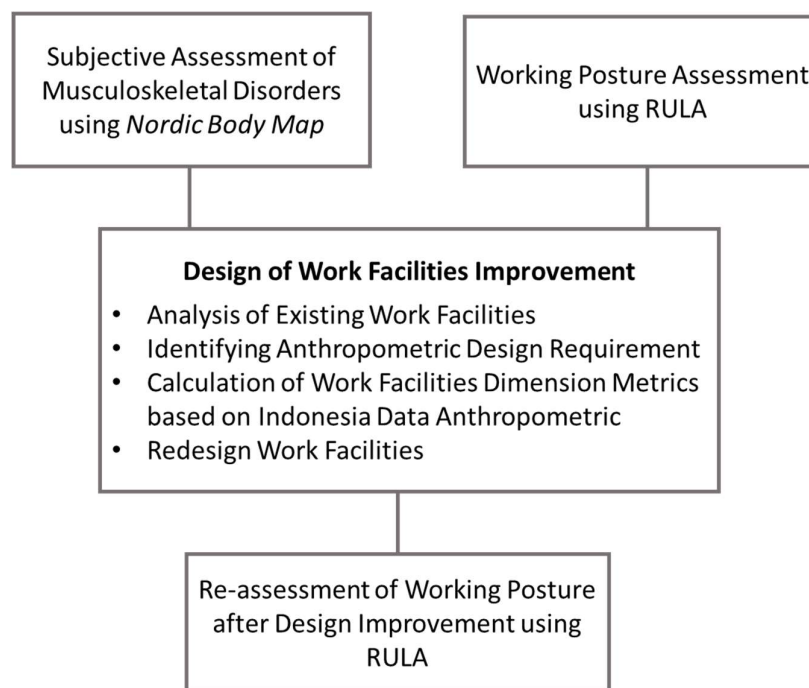 Subjective Assessment of
Musculoskeletal Disorders
using Nordic Body Map
Working Posture Assessment
using RULA
Design of Work Facilities Improvement
• Analysis of Existing Work Facilities
• Identifying Anthropometric Design Requirement
• Calculation of Work Facilities Dimension Metrics
based on Indonesia Data Anthropometric
• Redesign Work Facilities
Re-assessment of Working Posture
after Design Improvement using
RULA